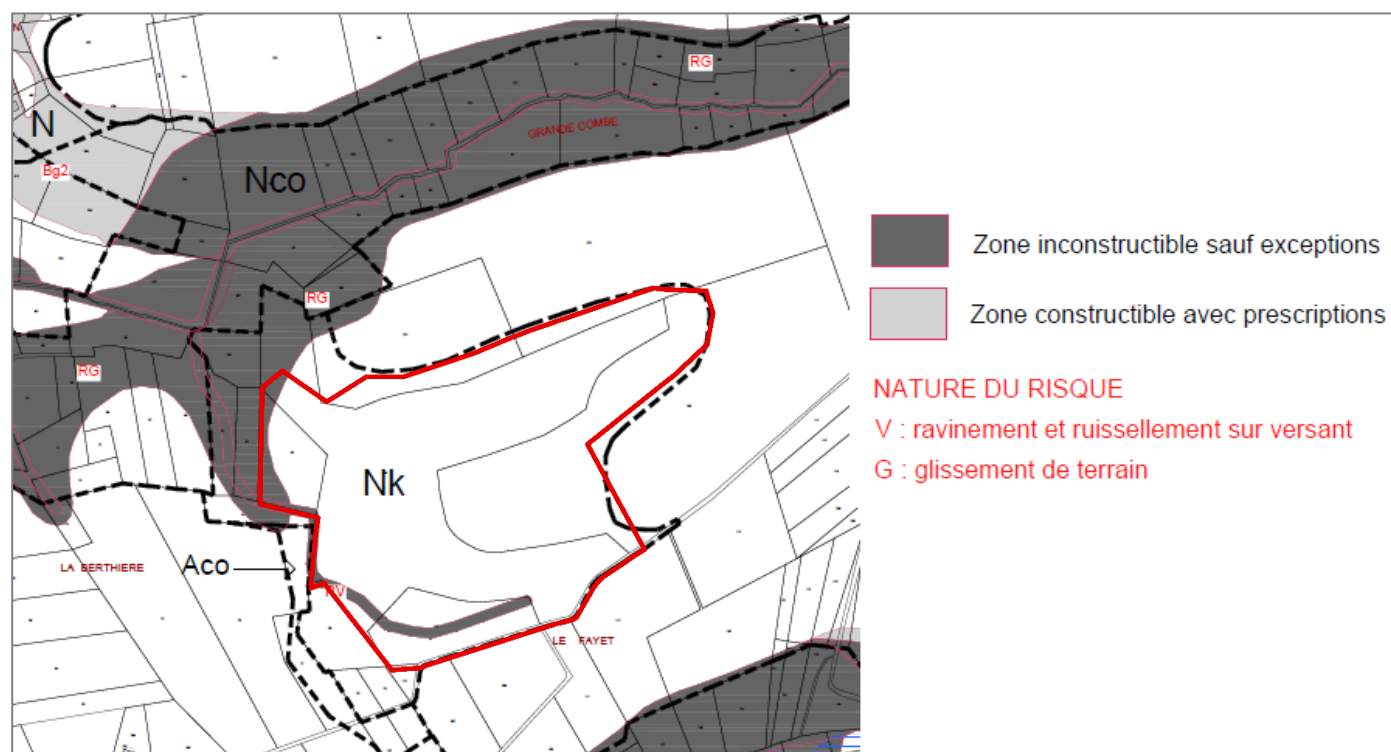 N
RG
GRANDE COMBE
N
Bg2
Nco
Zone inconstructible sauf exceptions
RG
Zone constructible avec prescriptions
RG
NATURE DU RISQUE
V : ravinement et ruissellement sur versant
G : glissement de terrain
Nk
Aco
LA BERTHIERE
RV
LE FAYET